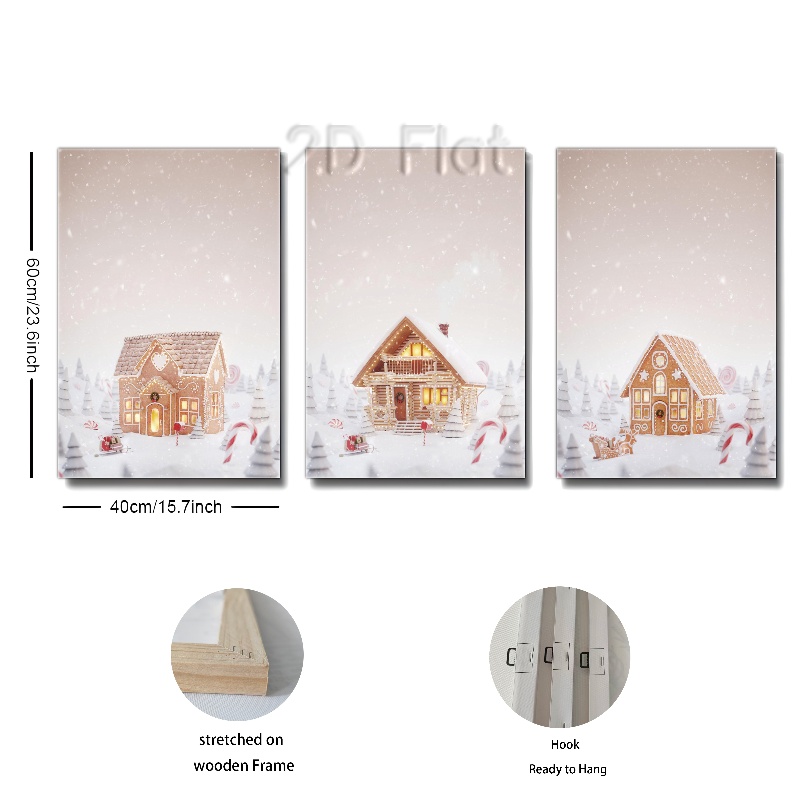 2D Flat
60cm/23.6inch
40cm/15.7inch
stretched on
wooden Frame
Hook
Ready to Hang